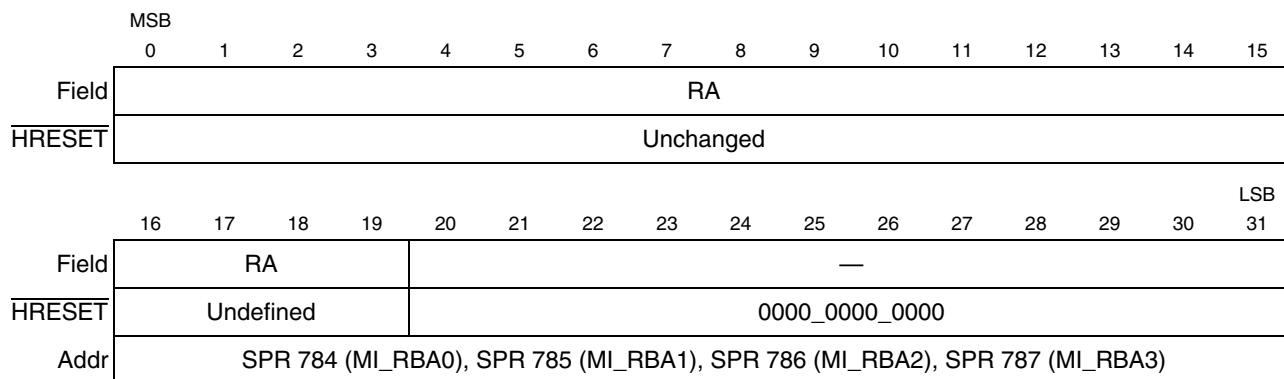 MSB
0 1 2 3 4 5 6 7 8 9 10 11 12 13 14 15
Field RA
HRESET Unchanged
LSB
16 17 18 19 20 21 22 23 24 25 26 27 28 29 30 31
Field RA —
HRESET Undefined 0000_0000_0000
Addr SPR 784 (MI_RBA0), SPR 785 (MI_RBA1), SPR 786 (MI_RBA2), SPR 787 (MI_RBA3)